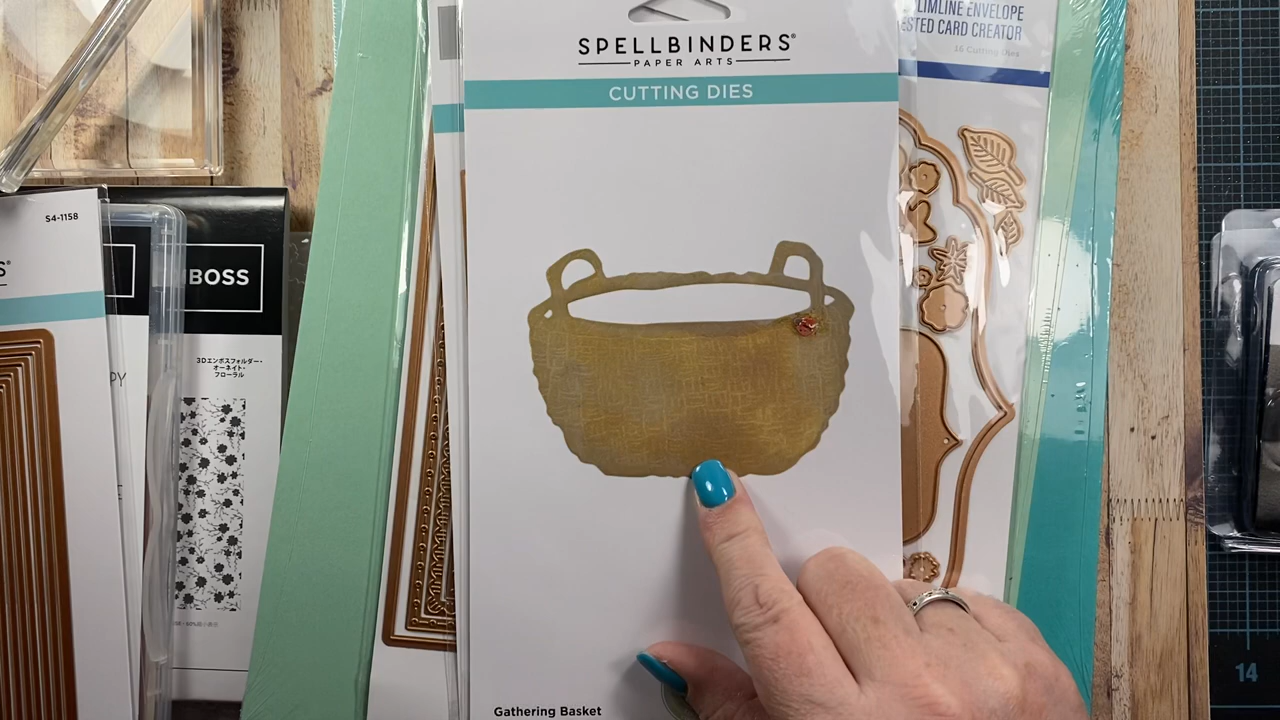 SPELLBINDERS®
PAPER ARTS
CUTTING DIES
Gathering Basket
SLIMLINE ENVELOPE
CARD CREATOR
16 Cutting Dies
S4-1158
BOSS
3Dエンボスフォルダー・
オーネイト・
フローラル
14